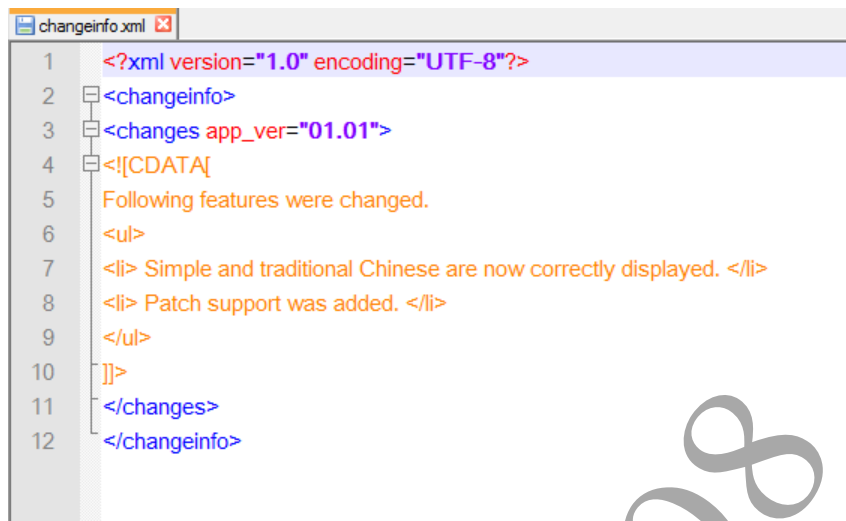 changeinfo.xml
1 <?xml version="1.0" encoding="UTF-8"?>
2 <changeinfo>
3 <changes app_ver="01.01">
4 <![CDATA[
5 Following features were changed.
6 <ul>
7 <li> Simple and traditional Chinese are now correctly displayed. </li>
8 <li> Patch support was added. </li>
9 </ul>
10 ]]>
11 </changes>
12 </changeinfo>
8